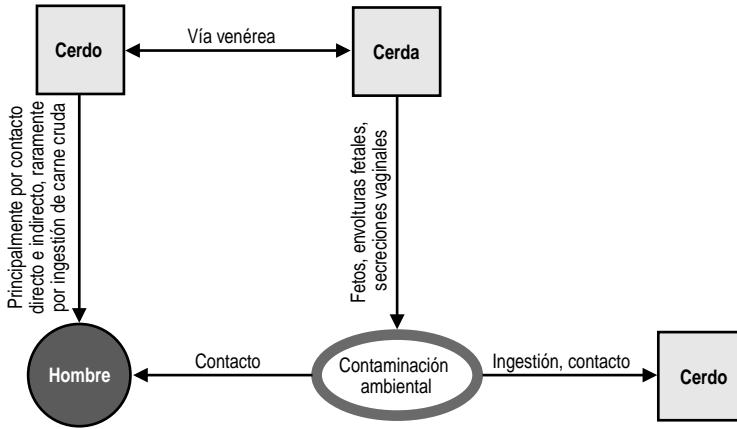 Cerdo
Vía venérea
Cerda
Principalmente por contacto
directo e indirecto, raramente
por ingestión de carne cruda
Fetos, envolturas fetales,
secreciones vaginales
Hombre
Contacto
Contaminación
ambiental
Ingestión, contacto
Cerdo